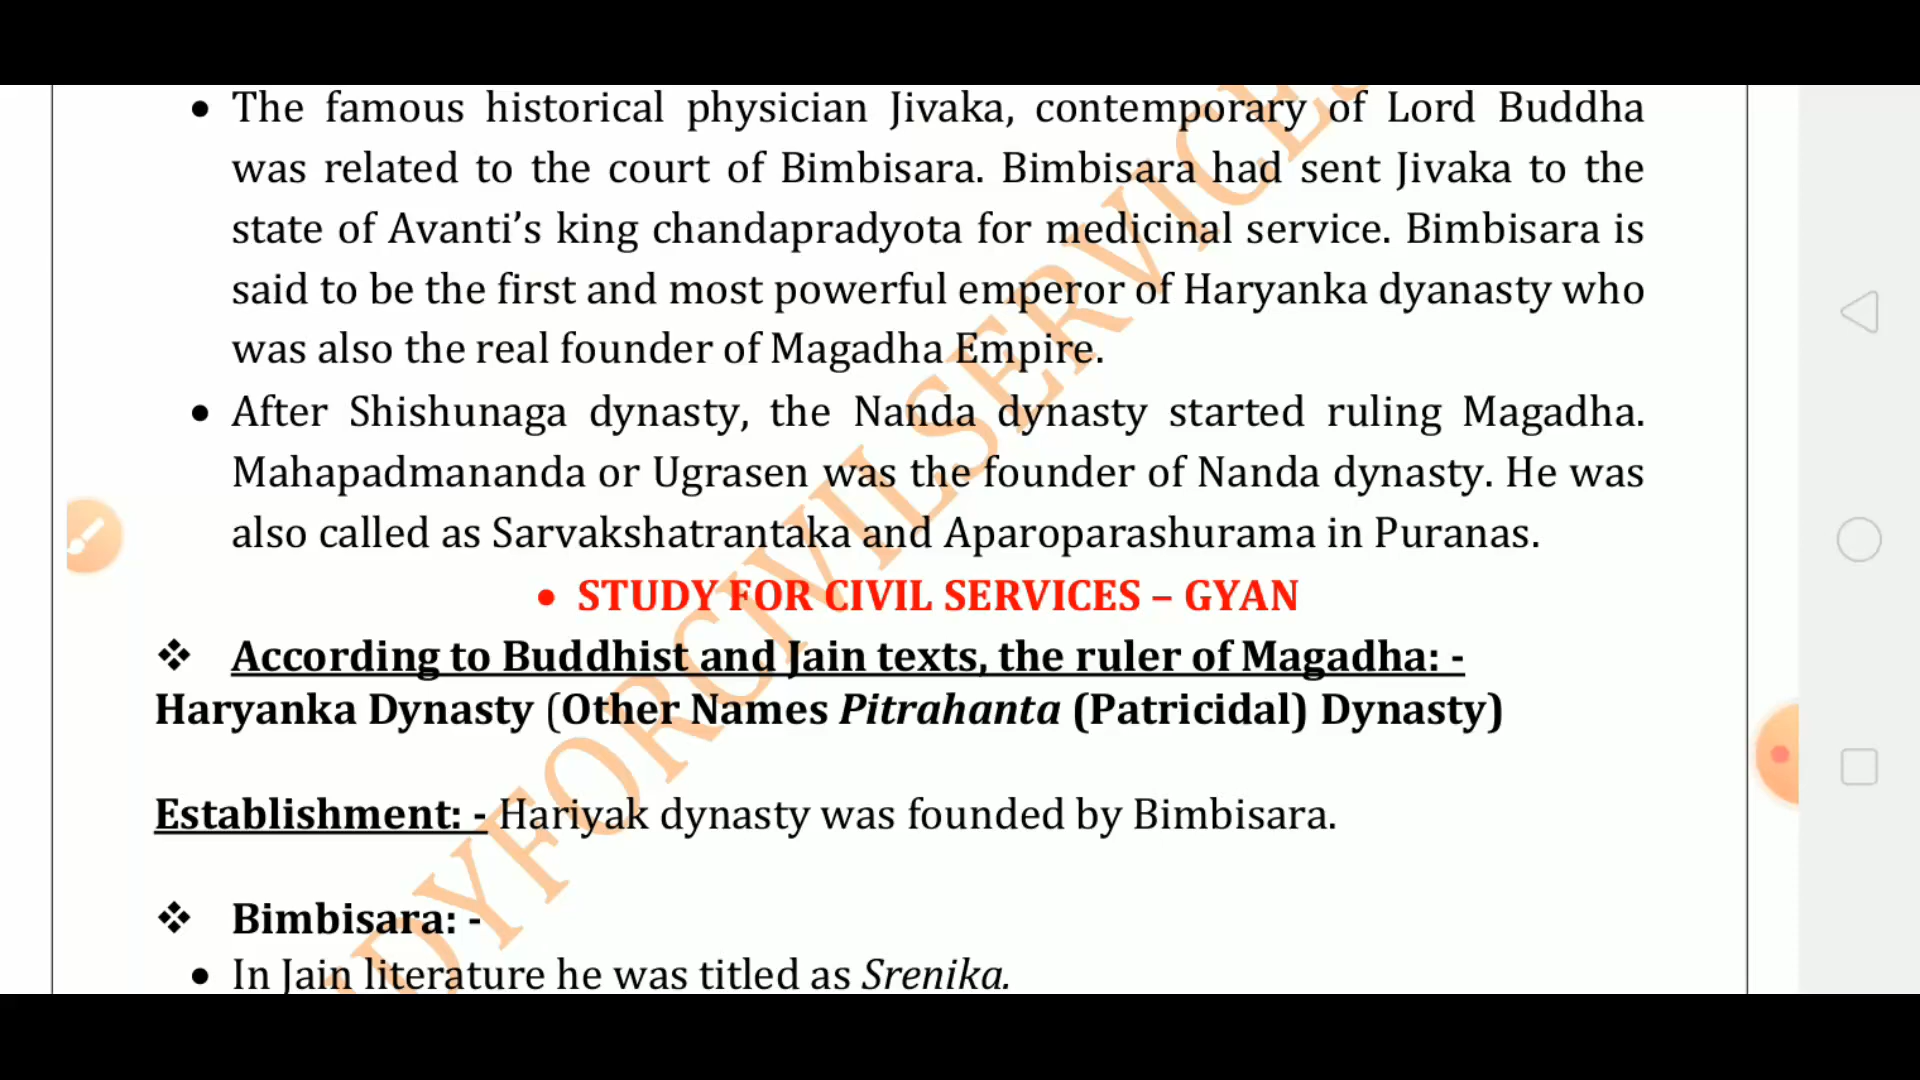 • The famous historical physician Jivaka, contemporary of Lord Buddha
was related to the court of Bimbisara. Bimbisara had sent Jivaka to the
state of Avanti’s king chandapradyota for medicinal service. Bimbisara is
said to be the first and most powerful emperor of Haryanka dyanasty who
was also the real founder of Magadha Empire.
• After Shishunaga dynasty, the Nanda dynasty started ruling Magadha.
Mahapadmananda or Ugrasen was the founder of Nanda dynasty. He was
also called as Sarvakshatrantaka and Aparoparashurama in Puranas.
• STUDY FOR CIVIL SERVICES – GYAN
❖ According to Buddhist and Jain texts, the ruler of Magadha: -
Haryanka Dynasty (Other Names Pitrahanta (Patricidal) Dynasty)
Establishment: - Hariyak dynasty was founded by Bimbisara.
❖ Bimbisara: -
• In Jain literature he was titled as Srenika.
DYFORCIVILSERVICES